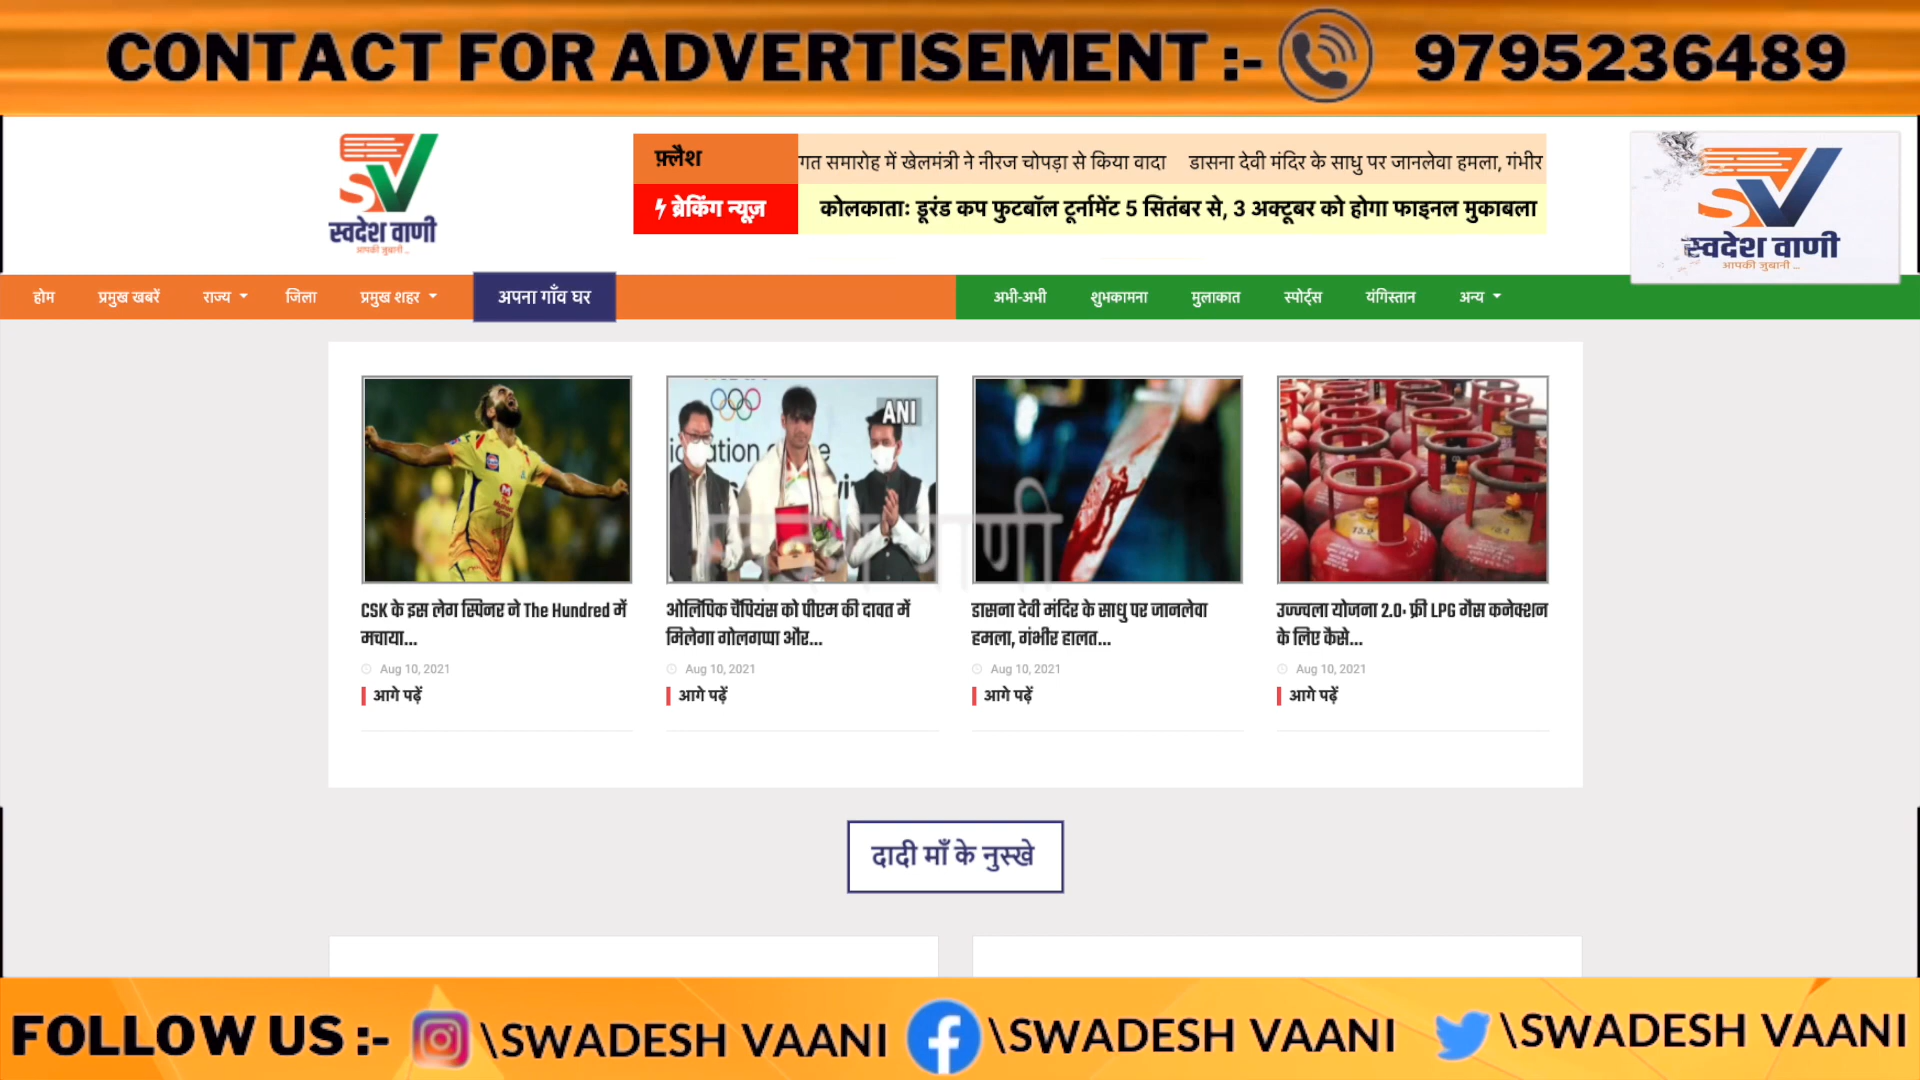 CONTACT FOR ADVERTISEMENT :- 9795236489
SV
स्वदेश वाणी
आपकी जुबानी ...
फ़्लैश
गत समारोह में खेलमंत्री ने नीरज चोपड़ा से किया वादा डासना देवी मंदिर के साधु पर जानलेवा हमला, गंभीर
ब्रेकिंग न्यूज़
कोलकाताः डूरंड कप फुटबॉल टूर्नामेंट 5 सितंबर से, 3 अक्टूबर को होगा फाइनल मुकाबला
SV
स्वदेश वाणी
आपकी जुबानी ...
होम प्रमुख खबरें राज्य जिला प्रमुख शहर अपना गाँव घर अभी-अभी शुभकामना मुलाकात स्पोर्ट्स यंगिस्तान अन्य
ANI
CSK के इस लेग स्पिनर ने The Hundred में
मचाया...
Aug 10, 2021
आगे पढ़ें
ओलिंपिक चैंपियंस को पीएम की दावत में
मिलेगा गोलगप्पा और...
Aug 10, 2021
आगे पढ़ें
डासना देवी मंदिर के साधु पर जानलेवा
हमला, गंभीर हालत...
Aug 10, 2021
आगे पढ़ें
उज्ज्वला योजना 2.0: फ्री LPG गैस कनेक्शन
के लिए कैसे...
Aug 10, 2021
आगे पढ़ें
दादी माँ के नुस्खे
FOLLOW US :- \SWADESH VAANI \SWADESH VAANI \SWADESH VAANI